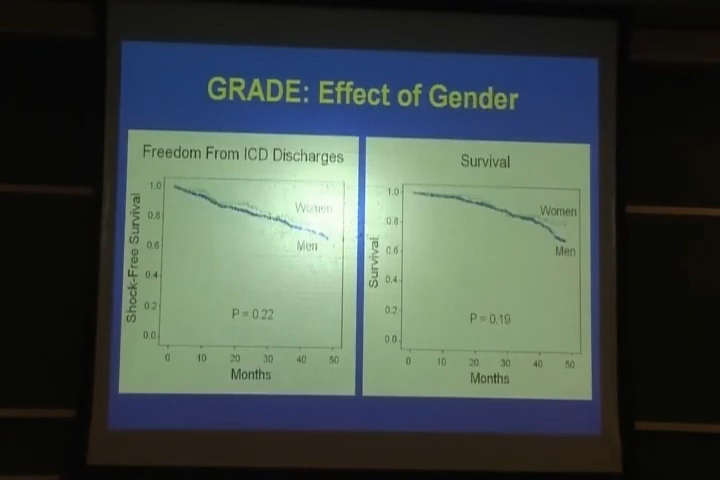 GRADE: Effect of Gender
Freedom From ICD Discharges
Shock-Free Survival
1.0
0.8
0.6
0.4
0.2
0.0
Women
Men
P = 0.22
0 10 20 30 40 50
Months
Survival
Survival
1.0
0.8
0.6
0.4
0.2
0.0
Women
Men
P = 0.19
0 10 20 30 40 50
Months